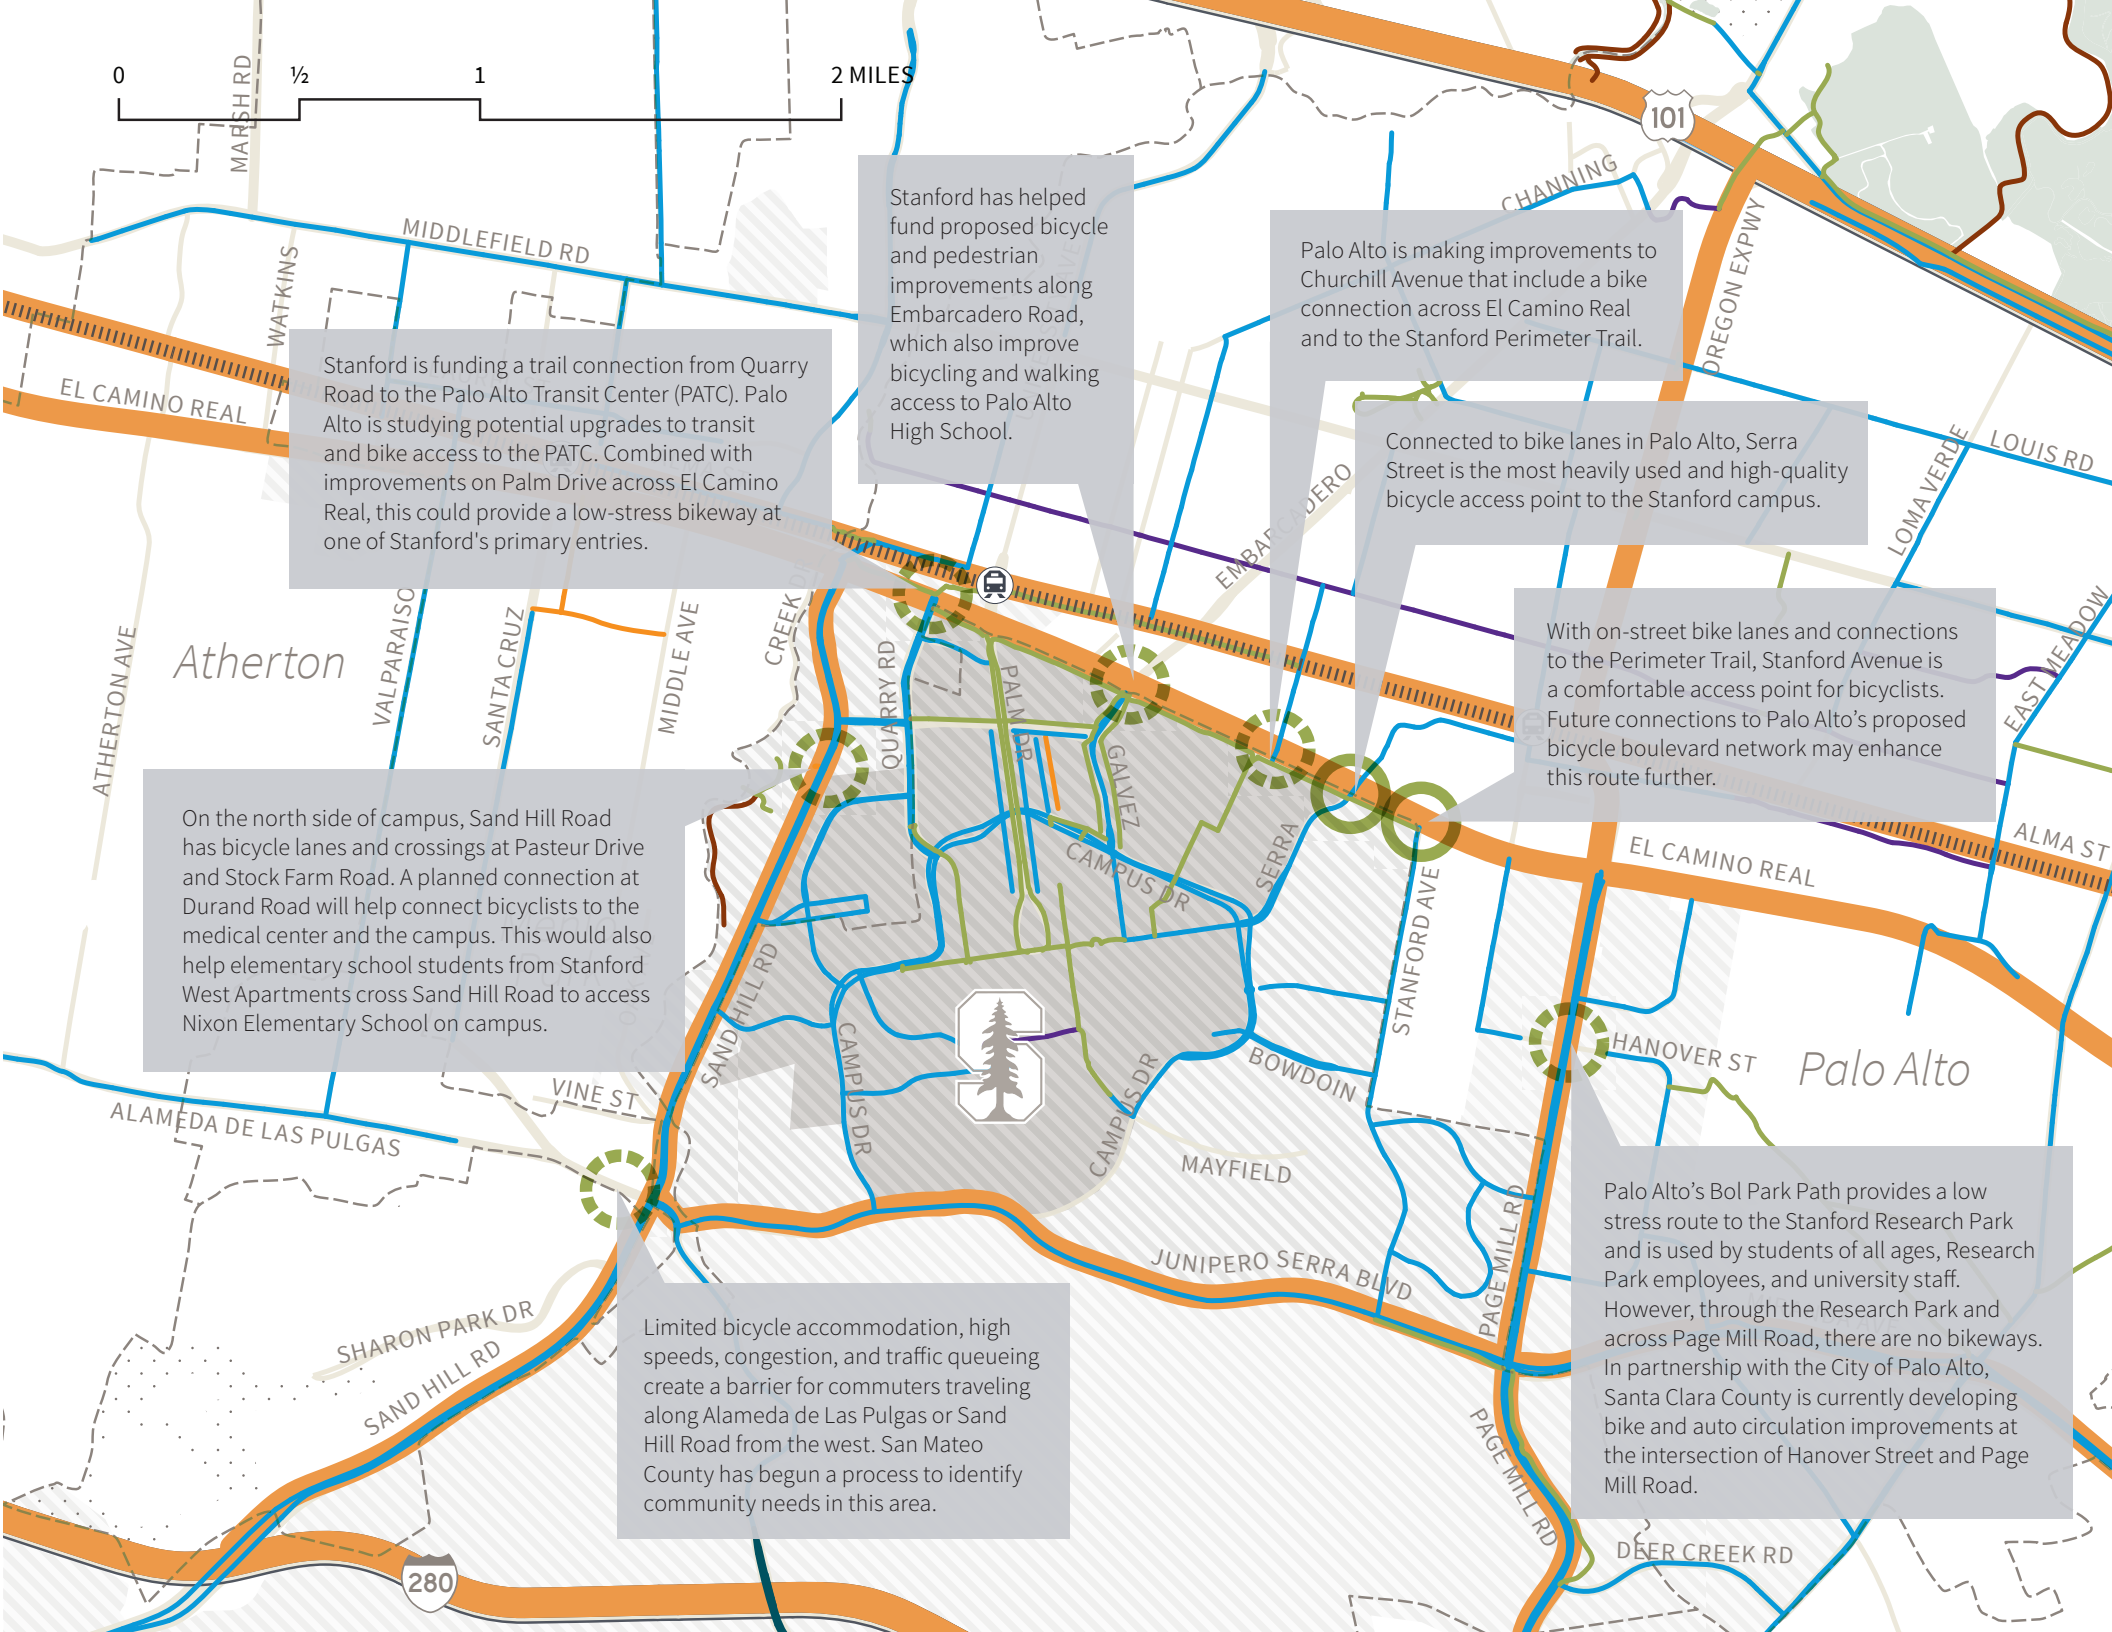 0
½
1
2 MILES
MARSH RD
101
CHANNING
MIDDLEFIELD RD
WATKINS
OREGON EXPWY
EL CAMINO REAL
Stanford has helped
fund proposed bicycle
and pedestrian
improvements along
Embarcadero Road,
which also improve
bicycling and walking
access to Palo Alto
High School.
Palo Alto is making improvements to
Churchill Avenue that include a bike
connection across El Camino Real
and to the Stanford Perimeter Trail.
Stanford is funding a trail connection from Quarry
Road to the Palo Alto Transit Center (PATC). Palo
Alto is studying potential upgrades to transit
and bike access to the PATC. Combined with
improvements on Palm Drive across El Camino
Real, this could provide a low-stress bikeway at
one of Stanford's primary entries.
Connected to bike lanes in Palo Alto, Serra
Street is the most heavily used and high-quality
bicycle access point to the Stanford campus.
LOUIS RD
LOMA VERDE
EMBARCADERO
With on-street bike lanes and connections
to the Perimeter Trail, Stanford Avenue is
a comfortable access point for bicyclists.
Future connections to Palo Alto’s proposed
bicycle boulevard network may enhance
this route further.
EAST MEADOW
Atherton
ATHERTON AVE
VALPARAISO
SANTA CRUZ
MIDDLE AVE
CREEK D
QUARRY RD
PALM DR
GALVEZ
CAMPUS DR
SERRA
STANFORD AVE
EL CAMINO REAL
ALMA ST
On the north side of campus, Sand Hill Road
has bicycle lanes and crossings at Pasteur Drive
and Stock Farm Road. A planned connection at
Durand Road will help connect bicyclists to the
medical center and the campus. This would also
help elementary school students from Stanford
West Apartments cross Sand Hill Road to access
Nixon Elementary School on campus.
SAND HILL RD
CAMPUS DR
CAMPUS DR
BOWDOIN
HANOVER ST
Palo Alto
VINE ST
ALAMEDA DE LAS PULGAS
MAYFIELD
JUNIPERO SERRA BLVD
PAGE MILL RD
SHARON PARK DR
SAND HILL RD
Limited bicycle accommodation, high
speeds, congestion, and traffic queueing
create a barrier for commuters traveling
along Alameda de Las Pulgas or Sand
Hill Road from the west. San Mateo
County has begun a process to identify
community needs in this area.
Palo Alto’s Bol Park Path provides a low
stress route to the Stanford Research Park
and is used by students of all ages, Research
Park employees, and university staff.
However, through the Research Park and
across Page Mill Road, there are no bikeways.
In partnership with the City of Palo Alto,
Santa Clara County is currently developing
bike and auto circulation improvements at
the intersection of Hanover Street and Page
Mill Road.
PAGE MILL RD
DEER CREEK RD
280